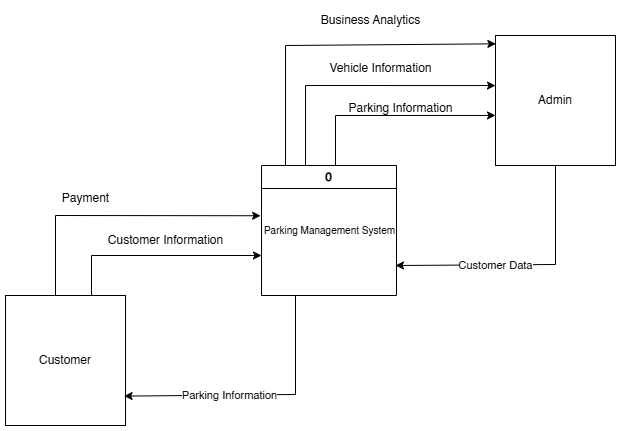 Business Analytics
Vehicle Information
Admin
Parking Information
0
Payment
Parking Management System
Customer Information
Customer Data
Customer
Parking Information